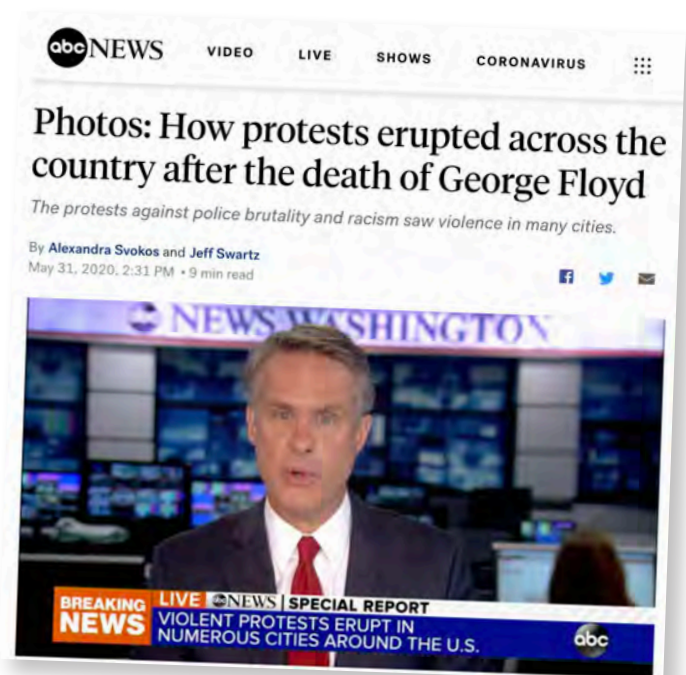 abc NEWS VIDEO LIVE SHOWS CORONAVIRUS
Photos: How protests erupted across the
country after the death of George Floyd
The protests against police brutality and racism saw violence in many cities.
By Alexandra Svokos and Jeff Swartz
May 31, 2020, 2:31 PM • 9 min read
NEWS WASHINGTON
BREAKING
NEWS
LIVE abc NEWS | SPECIAL REPORT
VIOLENT PROTESTS ERUPT IN
NUMEROUS CITIES AROUND THE U.S.
abc